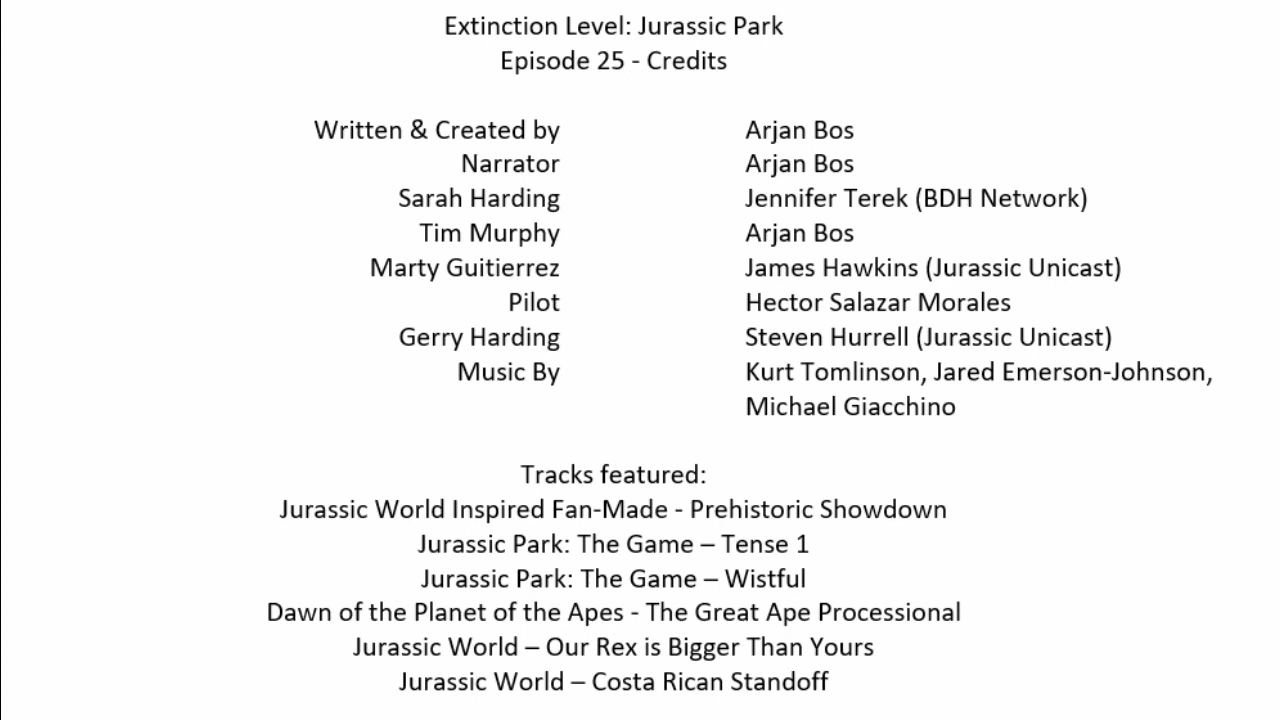 Extinction Level: Jurassic Park
Episode 25 - Credits
Written & Created by Arjan Bos
Narrator Arjan Bos
Sarah Harding Jennifer Terek (BDH Network)
Tim Murphy Arjan Bos
Marty Guitierrez James Hawkins (Jurassic Unicast)
Pilot Hector Salazar Morales
Gerry Harding Steven Hurrell (Jurassic Unicast)
Music By Kurt Tomlinson, Jared Emerson-Johnson,
Michael Giacchino
Tracks featured:
Jurassic World Inspired Fan-Made - Prehistoric Showdown
Jurassic Park: The Game – Tense 1
Jurassic Park: The Game – Wistful
Dawn of the Planet of the Apes - The Great Ape Processional
Jurassic World – Our Rex is Bigger Than Yours
Jurassic World – Costa Rican Standoff